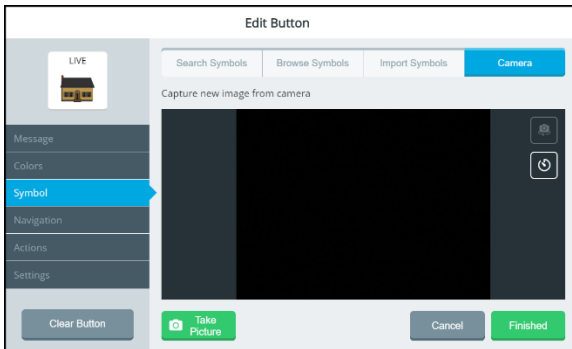 Edit Button
LIVE
Search Symbols
Browse Symbols
Import Symbols
Camera
Capture new image from camera
Message
Colors
Symbol
Navigation
Actions
Settings
Clear Button
Take
Picture
Cancel
Finished